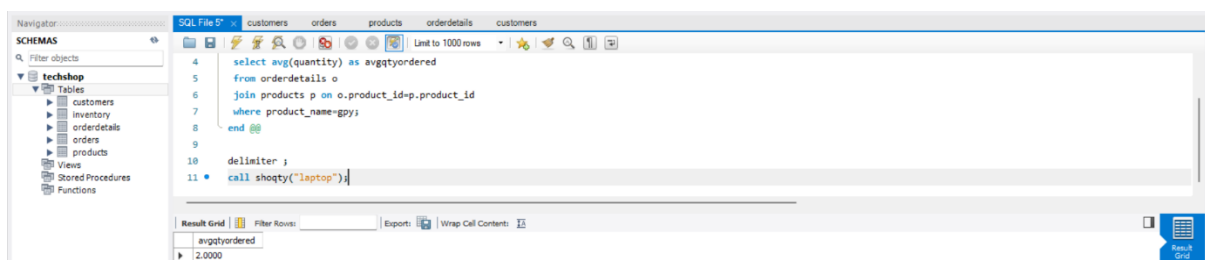 Navigator
SCHEMAS
Filter objects
techshop
Tables
customers
inventory
orderdetails
orders
products
Views
Stored Procedures
Functions
SQL File 5* × customers orders products orderdetails customers
Limit to 1000 rows
4 select avg(quantity) as avgqtyordered
5 from orderdetails o
6 join products p on o.product_id=p.product_id
7 where product_name=gpy;
8 end @@
9
10 delimiter ;
11 call shoqty("laptop");
Result Grid Filter Rows: Export: Wrap Cell Content:
avgqtyordered
2.0000
Result
Grid